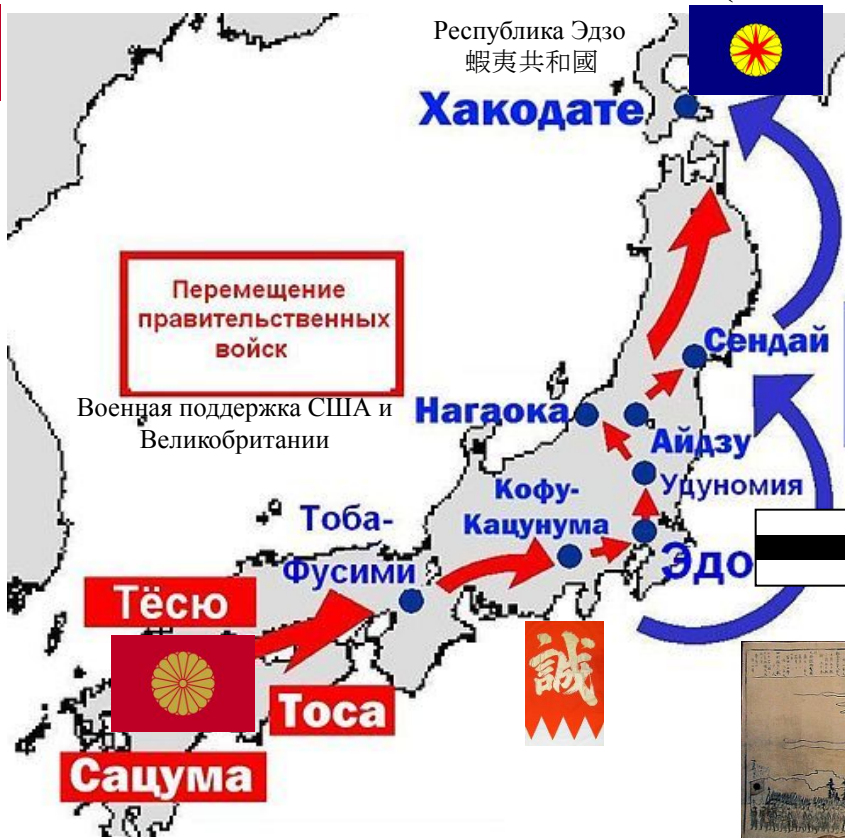 Республика Эдзо
蝦夷共和國
Хакодате
Перемещение
правительственных
войск
Военная поддержка США и
Великобритании
Сендай
Нагаока
Айдзу
Уцуномия
Кофу-
Кацунума
Эдо
Тоба-
Фусими
Тёсю
Тоса
Сацума
誠